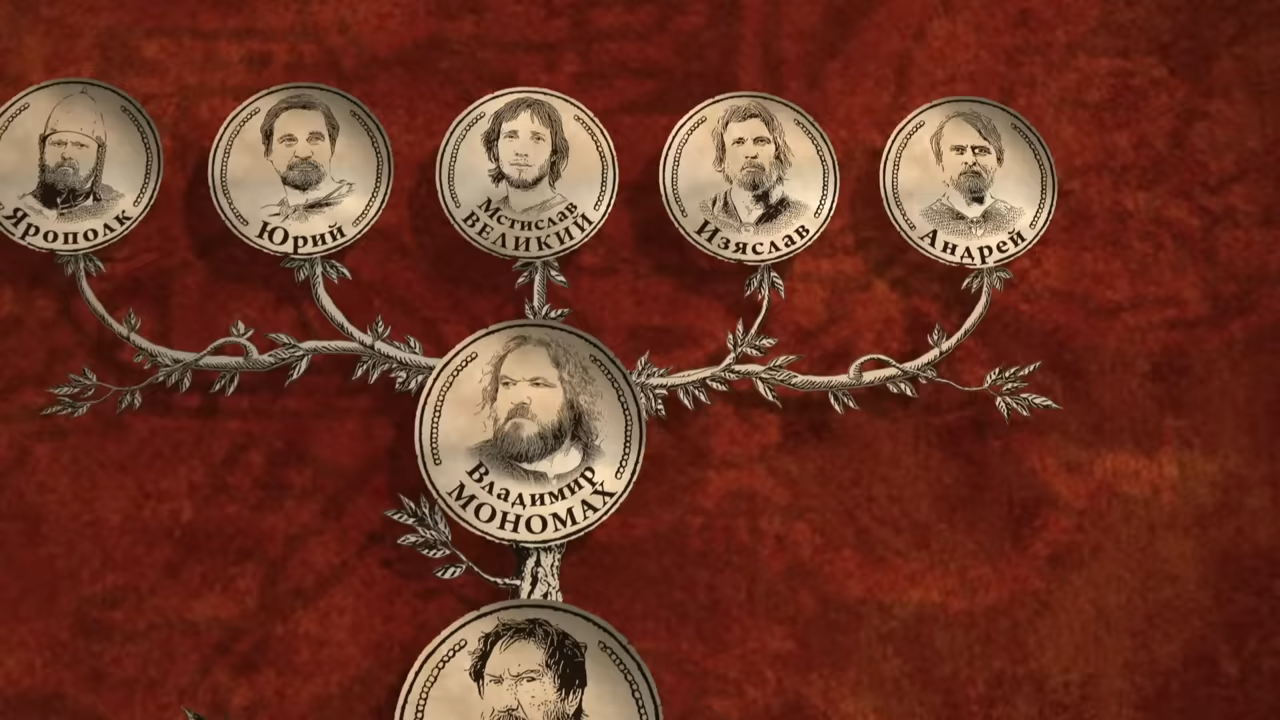 Ярополк
Юрий
Мстислав
ВЕЛИКИЙ
Изяслав
Андрей
Владимир
МОНОМАХ